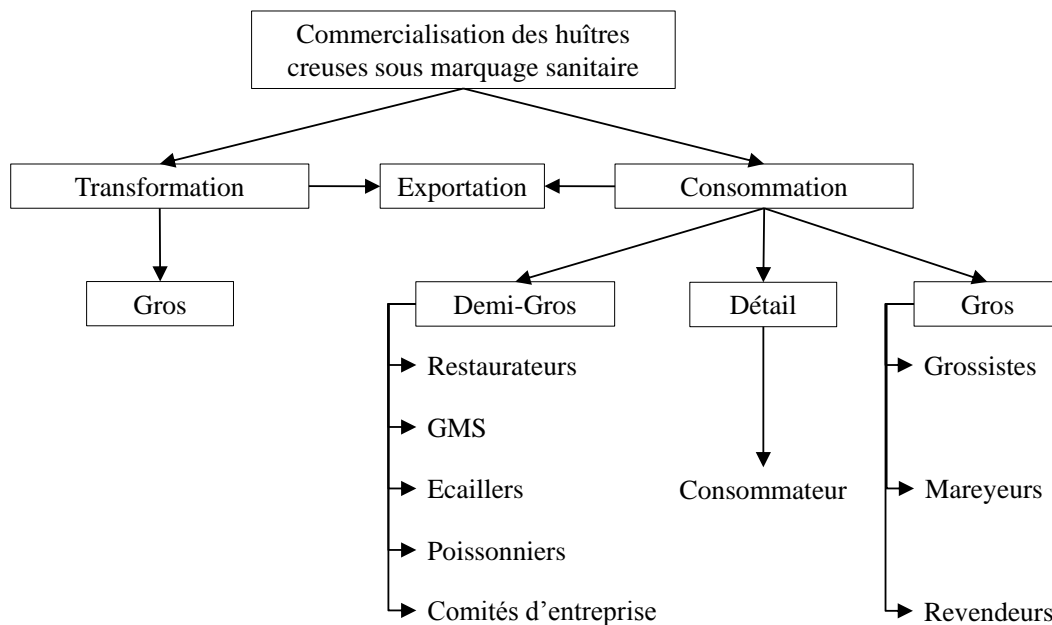 Commercialisation des huîtres
creuses sous marquage sanitaire
Transformation
Exportation
Consommation
Gros
Demi-Gros
Détail
Gros
Restaurateurs
Grossistes
GMS
Ecaillers
Consommateur
Mareyeurs
Poissonniers
Comités d’entreprise
Revendeurs